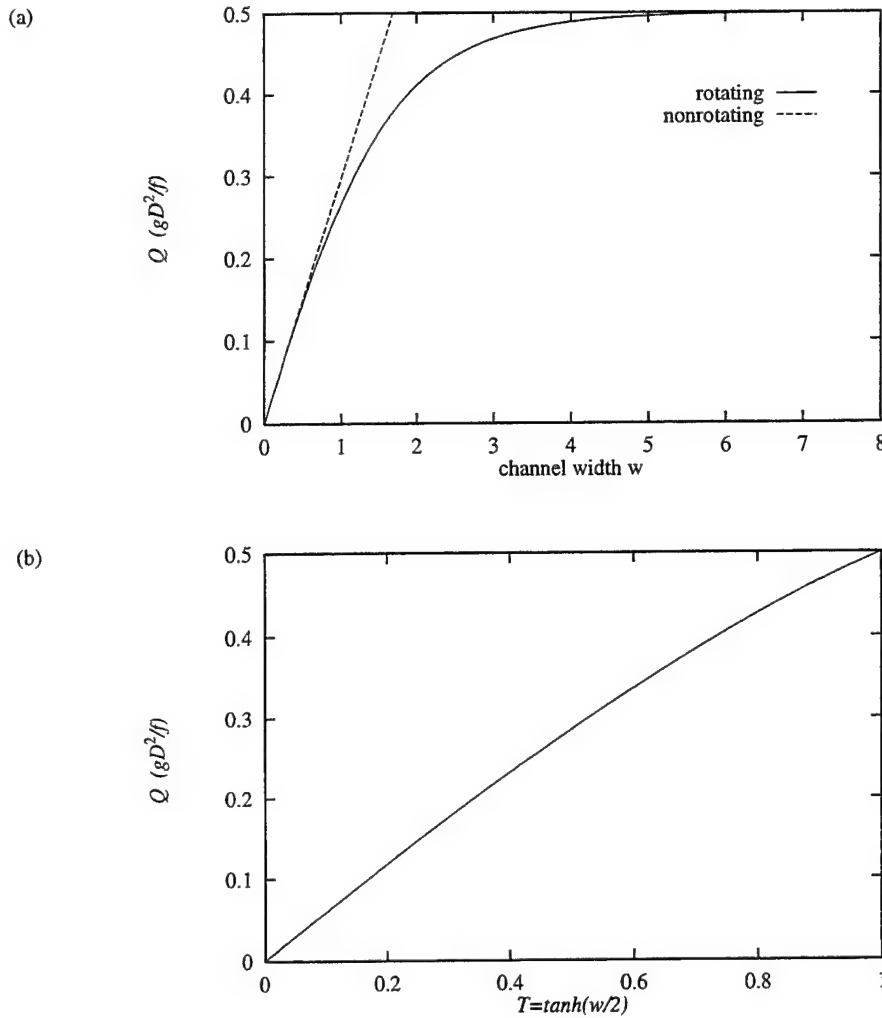 (a)
0.5
0.4
0.3
0.2
0.1
0
Q (gD²/f)
rotating
nonrotating
0 1 2 3 4 5 6 7 8
channel width w
(b)
0.5
0.4
0.3
0.2
0.1
0
Q (gD²/f)
0 0.2 0.4 0.6 0.8 1
T=tanh(w/2)